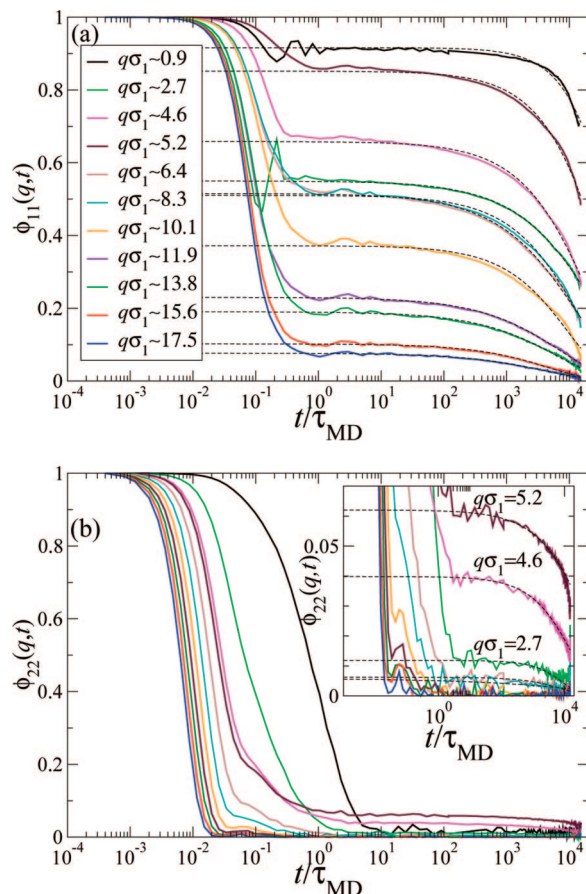 (a)
1
0.8
0.6
0.4
0.2
0
ϕ₁₁(q,t)
qσ₁~0.9
qσ₁~2.7
qσ₁~4.6
qσ₁~5.2
qσ₁~6.4
qσ₁~8.3
qσ₁~10.1
qσ₁~11.9
qσ₁~13.8
qσ₁~15.6
qσ₁~17.5
10⁻⁴ 10⁻³ 10⁻² 10⁻¹ 10⁰ 10¹ 10² 10³ 10⁴
t/τ_MD
(b)
1
0.8
0.6
0.4
0.2
0
ϕ₂₂(q,t)
qσ₁=5.2
qσ₁=4.6
qσ₁=2.7
0.05
0
ϕ₂₂(q,t)
10⁰ 10² 10⁴
t/τ_MD
10⁻⁴ 10⁻³ 10⁻² 10⁻¹ 10⁰ 10¹ 10² 10³ 10⁴
t/τ_MD